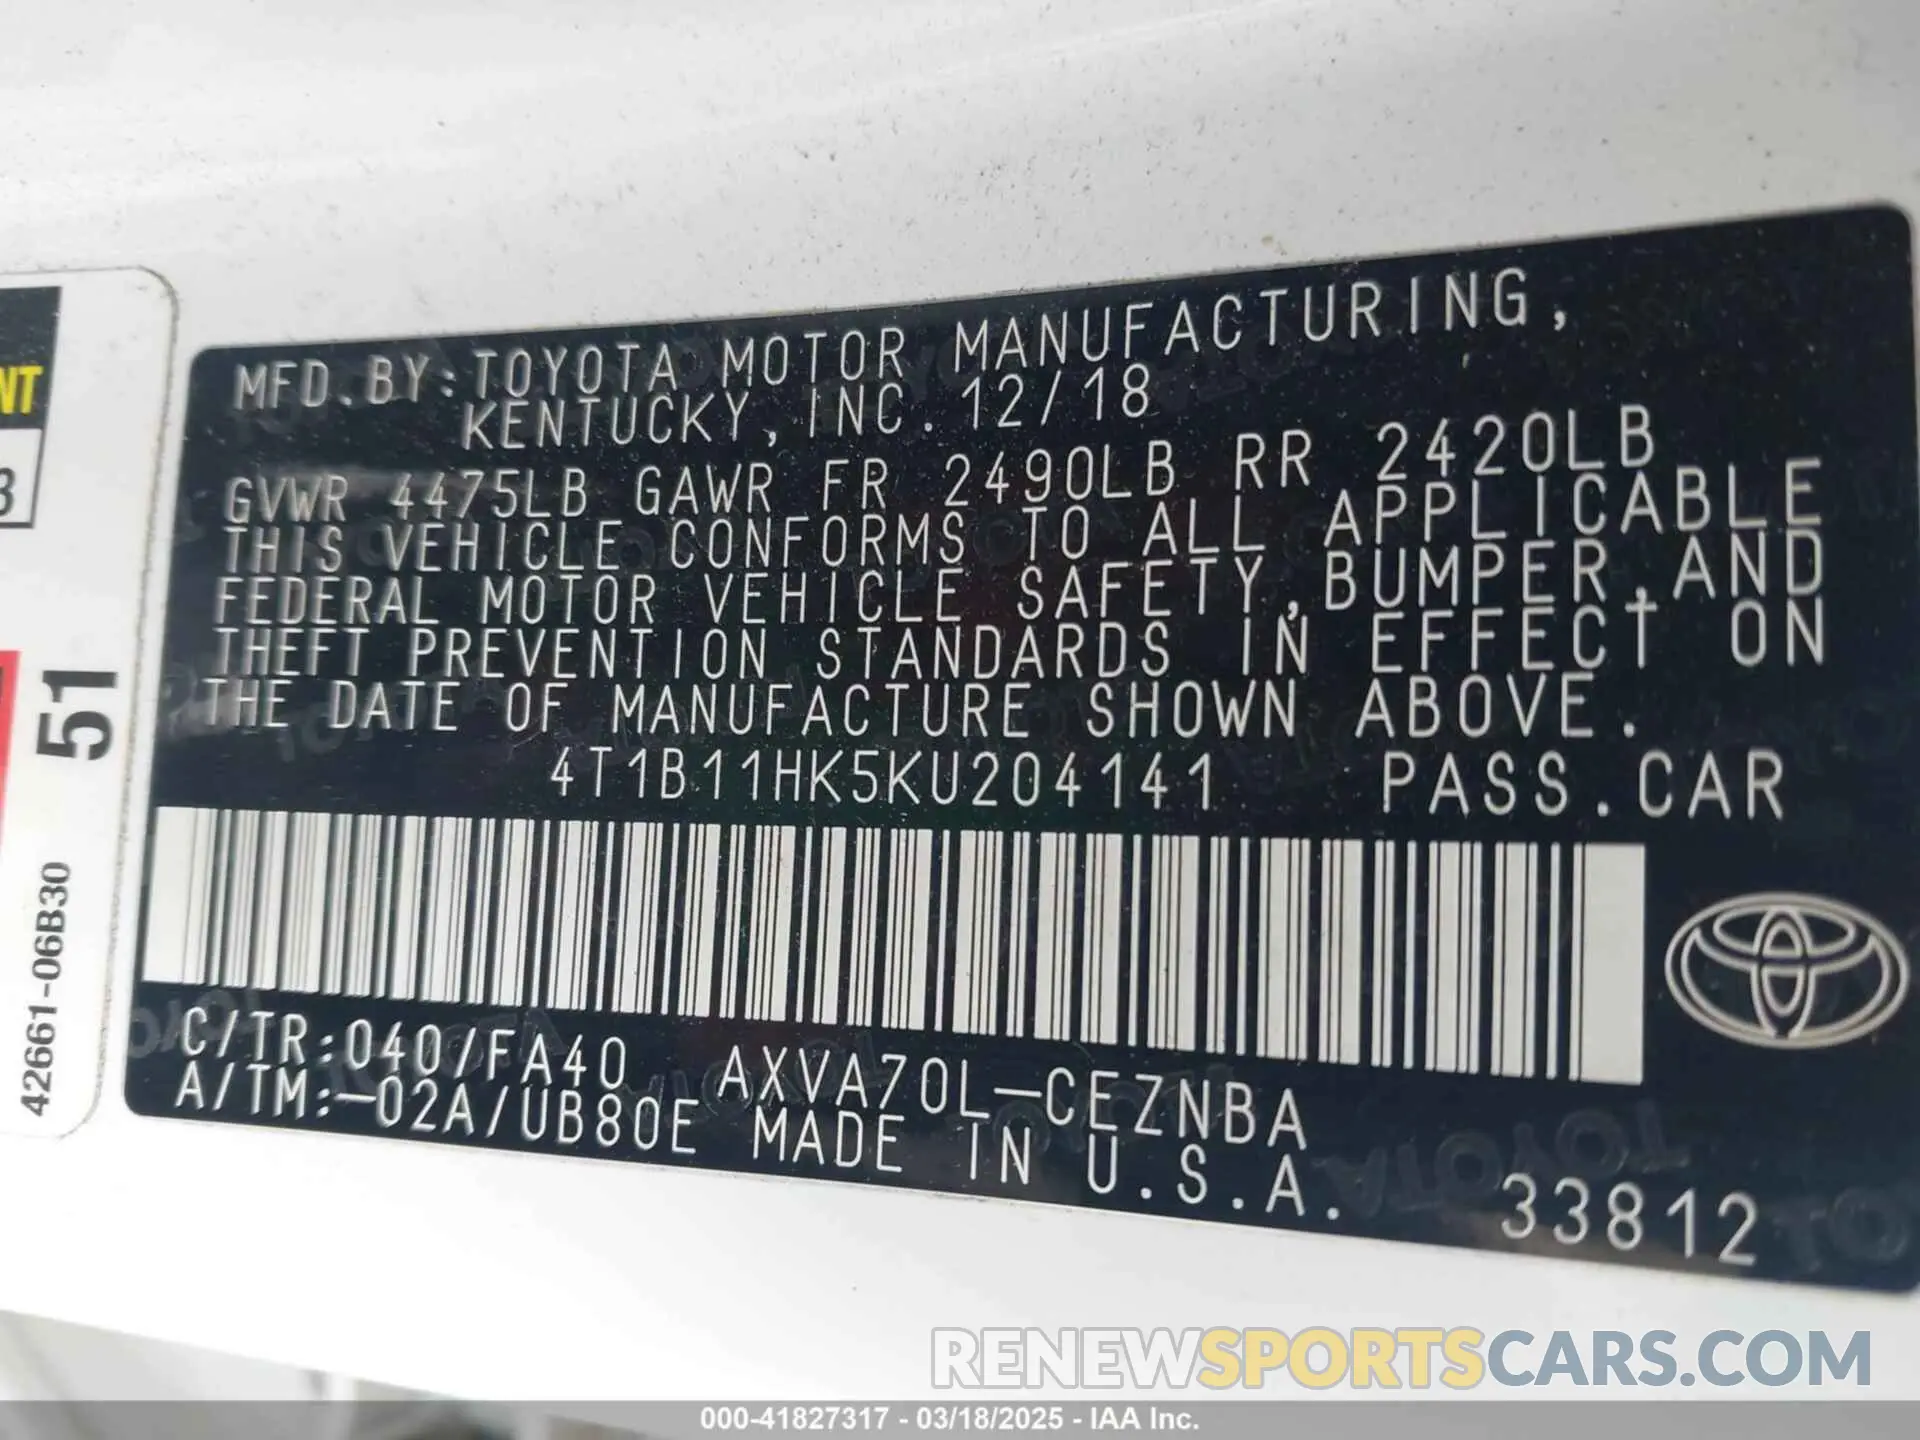 NT
3
51
42661-06B30
MFD.BY:TOYOTA MOTOR MANUFACTURING,
KENTUCKY, INC. 12/18
GVWR 4475LB GAWR FR 2490LB RR 2420LB
THIS VEHICLE CONFORMS TO ALL APPLICABLE
FEDERAL MOTOR VEHICLE SAFETY,BUMPER,AND
THEFT PREVENTION STANDARDS IN EFFECT ON
THE DATE OF MANUFACTURE SHOWN ABOVE.
4T1B11HK5KU204141 PASS.CAR
C/TR:040/FA40 AXVA70L-CEZNBA
A/TM:-02A/UB80E MADE IN U.S.A.
33812
RENEWSPORTSCARS.COM
000-41827317 - 03/18/2025 - IAA Inc.